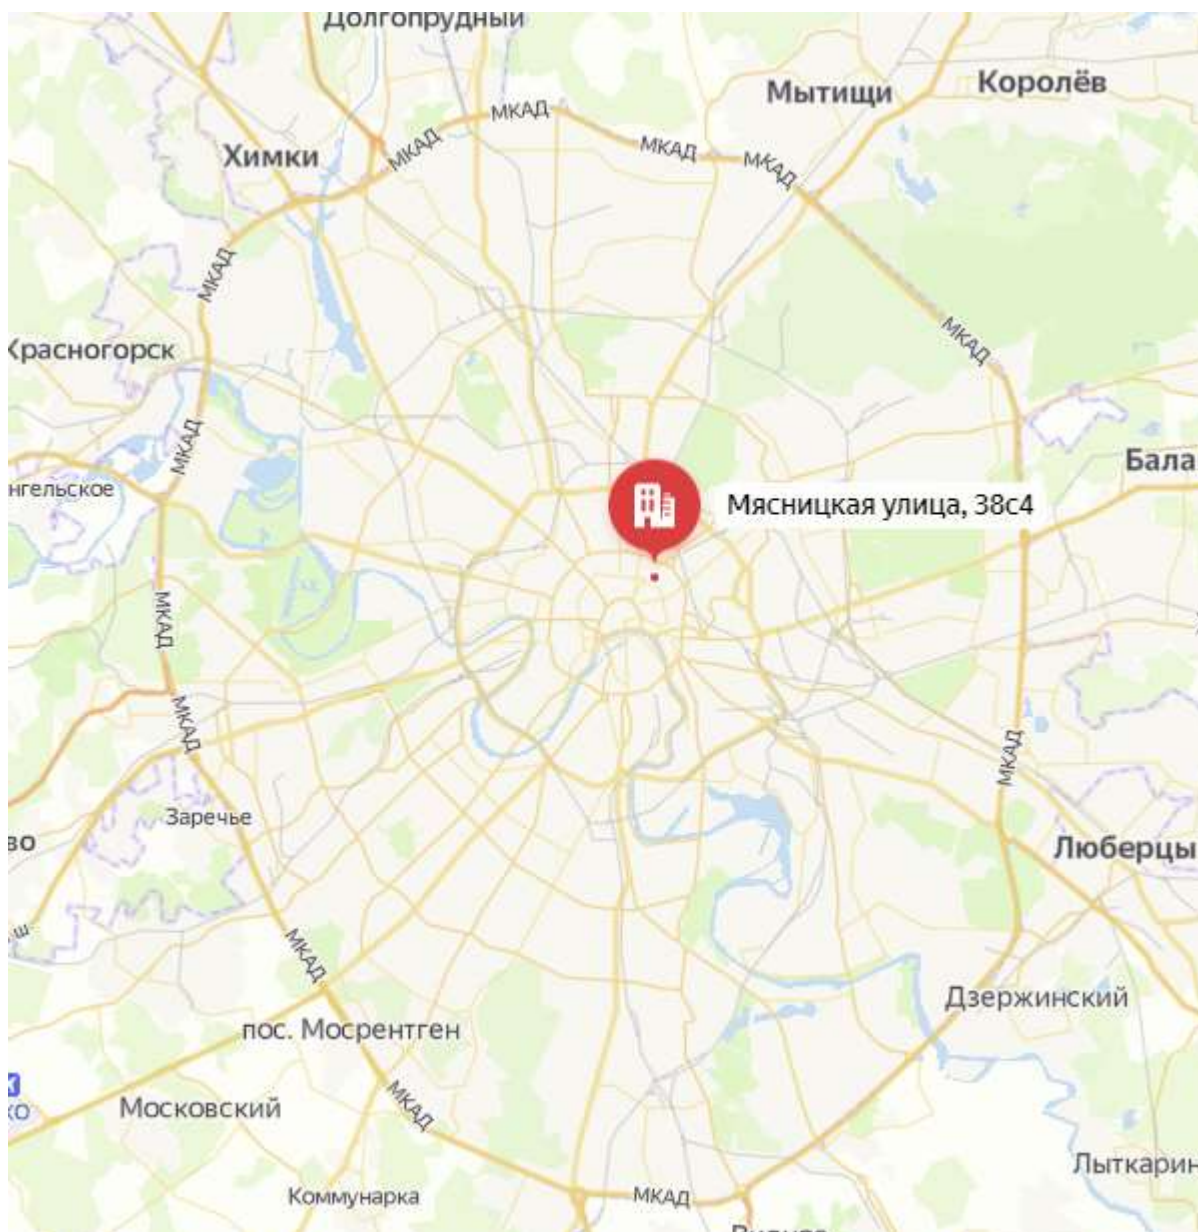 Долгопрудный
Королёв
Мытищи
МКАД
МКАД
МКАД
МКАД
Химки
МКАД
МКАД
Красногорск
МКАД
Бала
нгельское
Мясницкая улица, 38с4
МКАД
МКАД
МКАД
Заречье
во
Люберцы
ш
МКАД
Дзержинский
пос. Мосрентген
ко
Московский
МКАД
Лыткарин
Коммунарка
МКАД